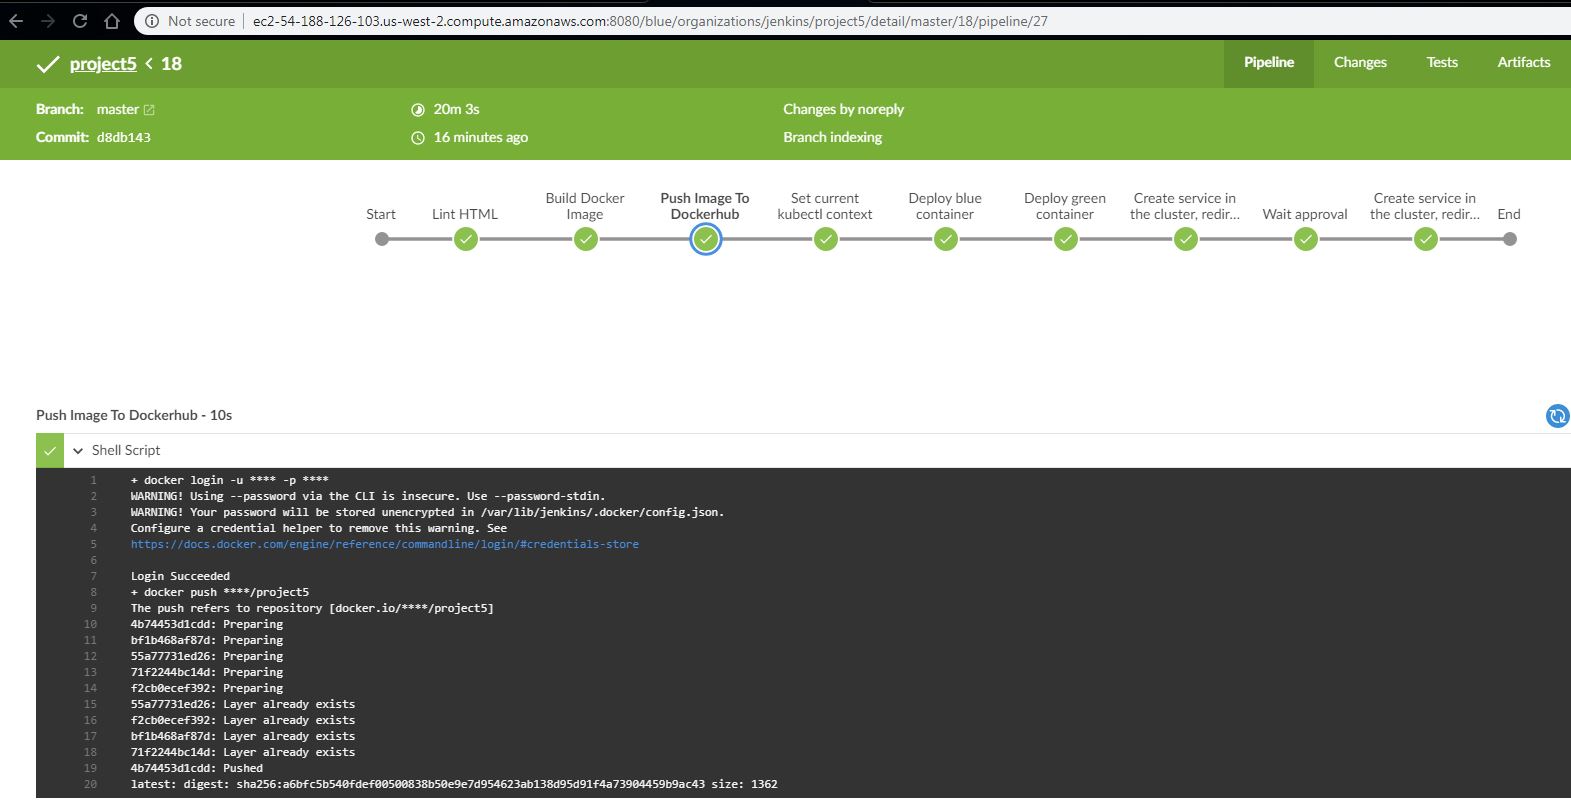 Not secure ec2-54-188-126-103.us-west-2.compute.amazonaws.com:8080/blue/organizations/jenkins/project5/detail/master/18/pipeline/27
project5 < 18 Pipeline Changes Tests Artifacts
Branch: master 20m 3s Changes by noreply
Commit: d8db143 16 minutes ago Branch indexing
Start
Lint HTML
Build Docker
Image
Push Image To
Dockerhub
Set current
kubectl context
Deploy blue
container
Deploy green
container
Create service in
the cluster, redir...
Wait approval
Create service in
the cluster, redir...
End
Push Image To Dockerhub - 10s
Shell Script
1 + docker login -u **** -p ****
2 WARNING! Using --password via the CLI is insecure. Use --password-stdin.
3 WARNING! Your password will be stored unencrypted in /var/lib/jenkins/.docker/config.json.
4 Configure a credential helper to remove this warning. See
5 https://docs.docker.com/engine/reference/commandline/login/#credentials-store
6
7 Login Succeeded
8 + docker push ****/project5
9 The push refers to repository [docker.io/****/project5]
10 4b74453d1cdd: Preparing
11 bf1b468af87d: Preparing
12 55a77731ed26: Preparing
13 71f2244bc14d: Preparing
14 f2cb0ecef392: Preparing
15 55a77731ed26: Layer already exists
16 f2cb0ecef392: Layer already exists
17 bf1b468af87d: Layer already exists
18 71f2244bc14d: Layer already exists
19 4b74453d1cdd: Pushed
20 latest: digest: sha256:a6bfc5b540fdef00500838b50e9e7d954623ab138d95d91f4a73904459b9ac43 size: 1362